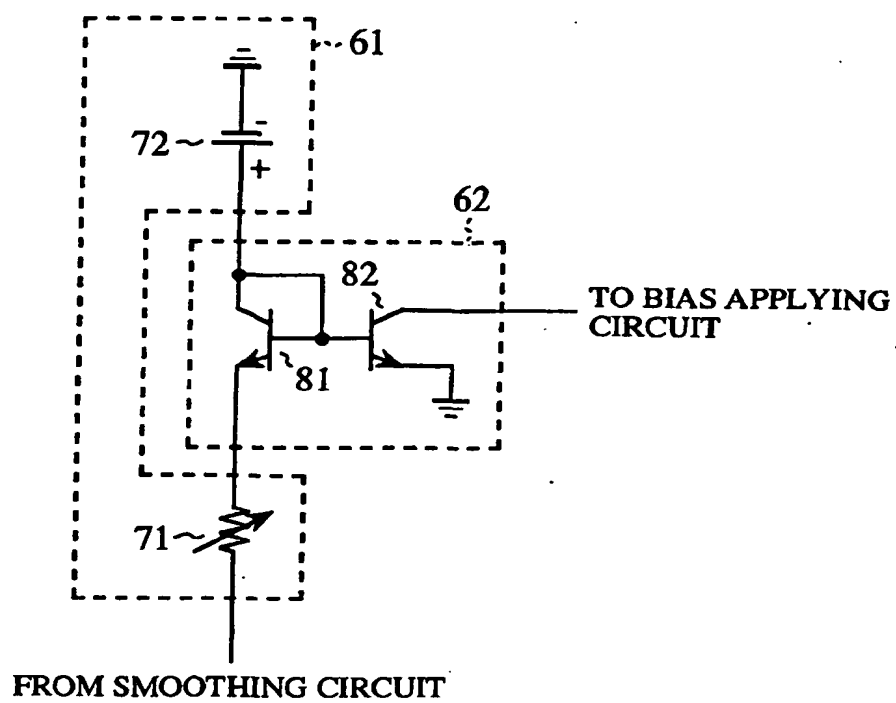 61
-
72
+
62
82
TO BIAS APPLYING
CIRCUIT
81
71
FROM SMOOTHING CIRCUIT